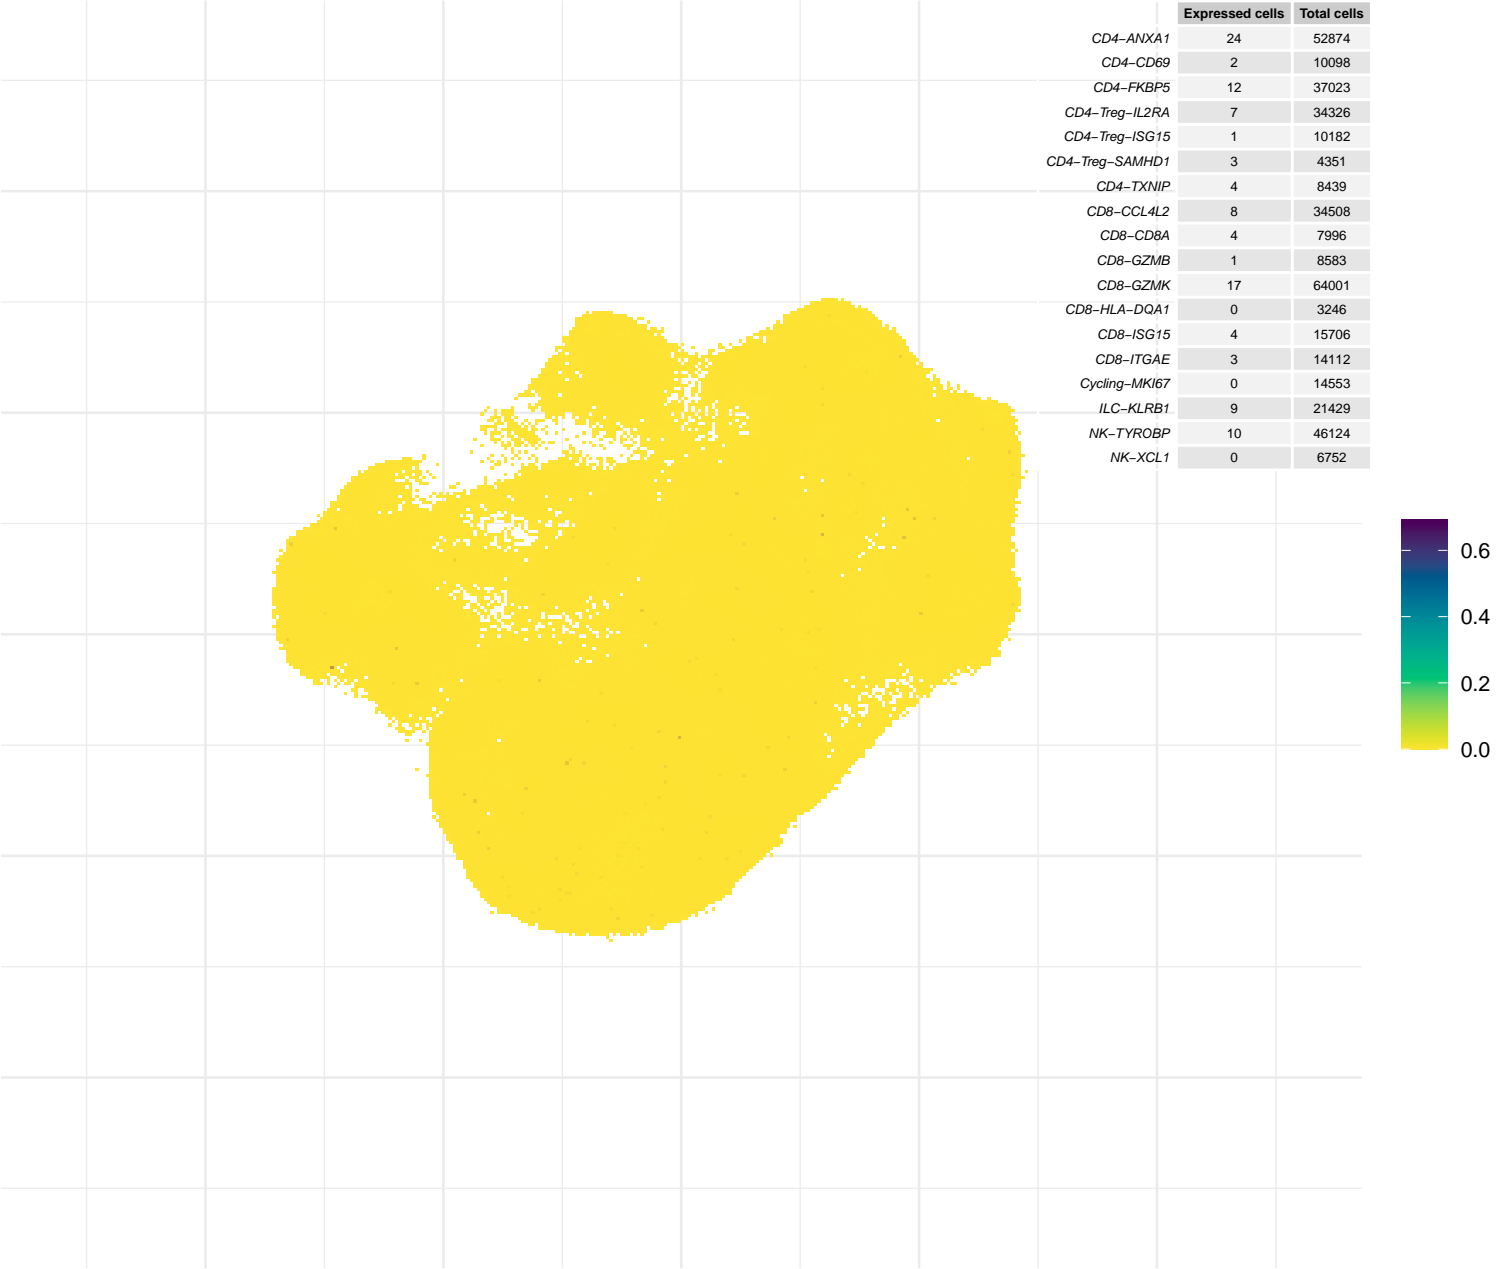 Expressed cells Total cells
CD4−ANXA1 24 52874
CD4−CD69 2 10098
CD4−FKBP5 12 37023
CD4−Treg−IL2RA 7 34326
CD4−Treg−ISG15 1 10182
CD4−Treg−SAMHD1 3 4351
CD4−TXNIP 4 8439
CD8−CCL4L2 8 34508
CD8−CD8A 4 7996
CD8−GZMB 1 8583
CD8−GZMK 17 64001
CD8−HLA−DQA1 0 3246
CD8−ISG15 4 15706
CD8−ITGAE 3 14112
Cycling−MKI67 0 14553
ILC−KLRB1 9 21429
NK−TYROBP 10 46124
NK−XCL1 0 6752
0.6
0.4
0.2
0.0